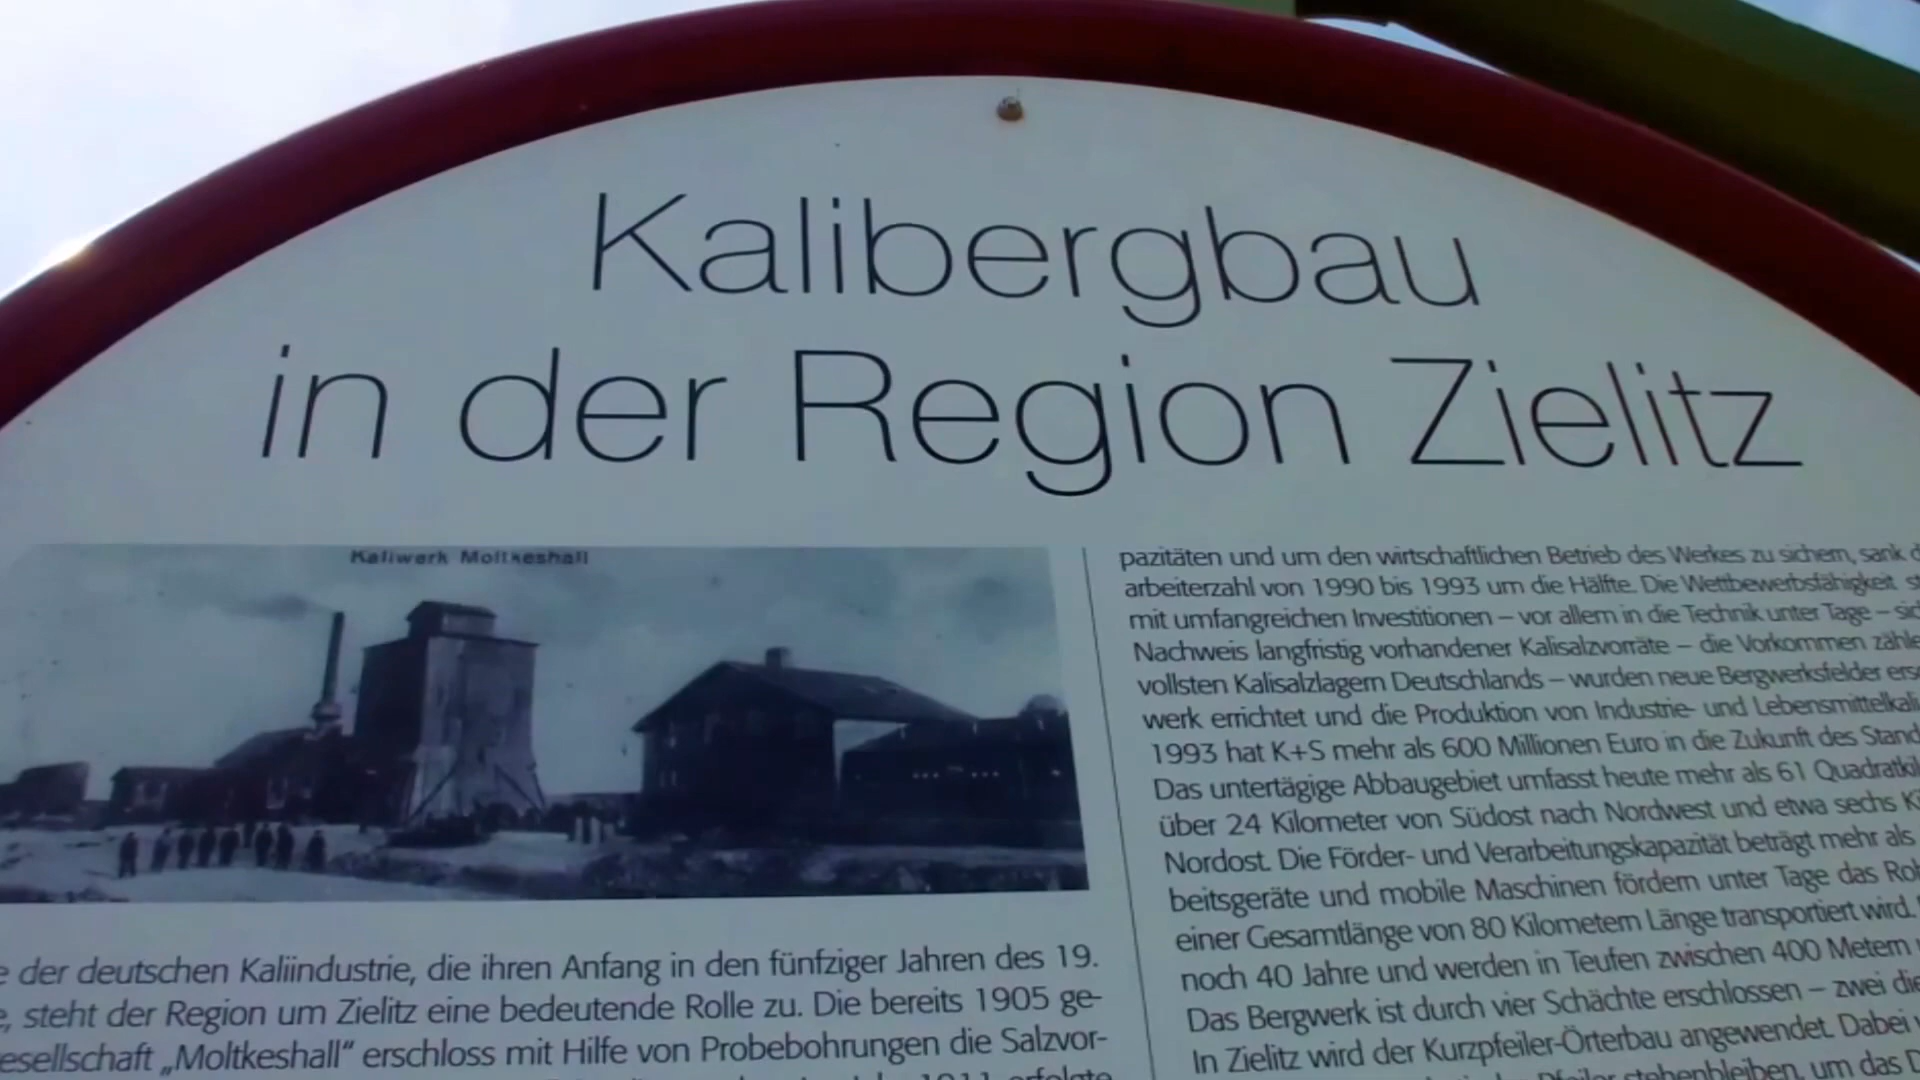 Kalibergbau
in der Region Zielitz
Kaliwerk Moltkeshall
der deutschen Kaliindustrie, die ihren Anfang in den fünfziger Jahren des 19.
steht der Region um Zielitz eine bedeutende Rolle zu. Die bereits 1905 ge-
esellschaft „Moltkeshall“ erschloss mit Hilfe von Probebohrungen die Salzvor-
1911 erfolgte
pazitäten und um den wirtschaftlichen Betrieb des Werkes zu sichern, sank
arbeiterzahl von 1990 bis 1993 um die Hälfte. Die Wettbewerbsfähigkeit
mit umfangreichen Investitionen – vor allem in die Technik unter Tage –
Nachweis langfristig vorhandener Kalisalzvorräte – die Vorkommen
vollsten Kalisalzlagern Deutschlands – wurden neue Bergwerksfelder
werk errichtet und die Produktion von Industrie- und Lebensmittelkali
1993 hat K+S mehr als 600 Millionen Euro in die Zukunft des
Das untertägige Abbaugebiet umfasst heute mehr als 61
über 24 Kilometer von Südost nach Nordwest und etwa sechs
Nordost. Die Förder- und Verarbeitungskapazität beträgt mehr als
beitsgeräte und mobile Maschinen fördern unter Tage das
einer Gesamtlänge von 80 Kilometern Länge transportiert wird.
noch 40 Jahre und werden in Teufen zwischen 400 Metern
Das Bergwerk ist durch vier Schächte erschlossen – zwei
In Zielitz wird der Kurzpfeiler-Örterbau angewendet. Dabei
Pfeiler stehenbleiben, um das